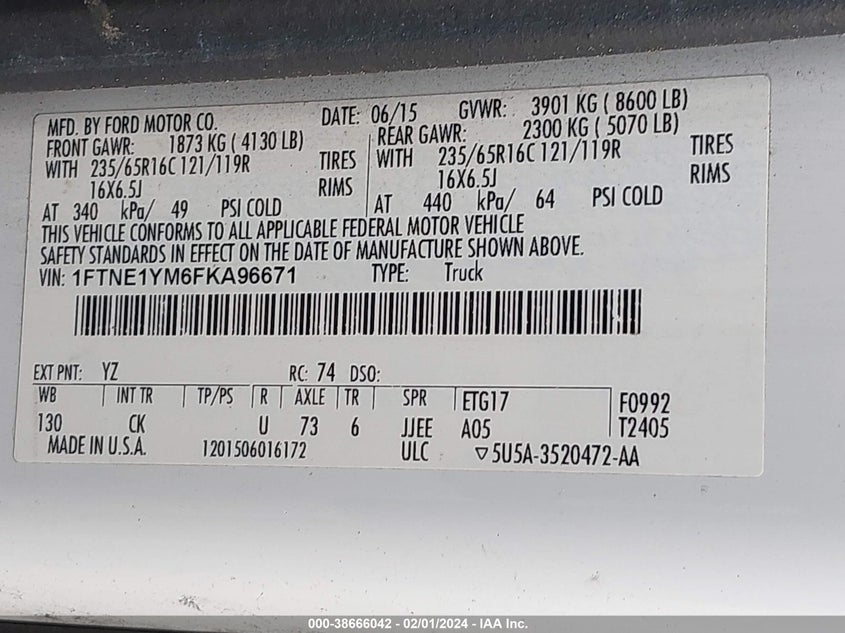 MFD. BY FORD MOTOR CO. DATE: 06/15 GVWR: 3901 KG ( 8600 LB)
FRONT GAWR: 1873 KG ( 4130 LB) REAR GAWR: 2300 KG ( 5070 LB)
WITH 235/65R16C 121/119R TIRES WITH 235/65R16C 121/119R TIRES
16X6.5J RIMS 16X6.5J RIMS
AT 340 kPa/ 49 PSI COLD AT 440 kPa/ 64 PSI COLD
THIS VEHICLE CONFORMS TO ALL APPLICABLE FEDERAL MOTOR VEHICLE
SAFETY STANDARDS IN EFFECT ON THE DATE OF MANUFACTURE SHOWN ABOVE.
VIN: 1FTNE1YM6FKA96671 TYPE: Truck
EXT PNT: YZ RC: 74 DSO:
WB INT TR TP/PS R AXLE TR SPR ETG17 F0992
130 CK U 73 6 JJEE A05 T2405
MADE IN U.S.A. 1201506016172 ULC ▽5U5A-3520472-AA
000-38666042 - 02/01/2024 - IAA Inc.